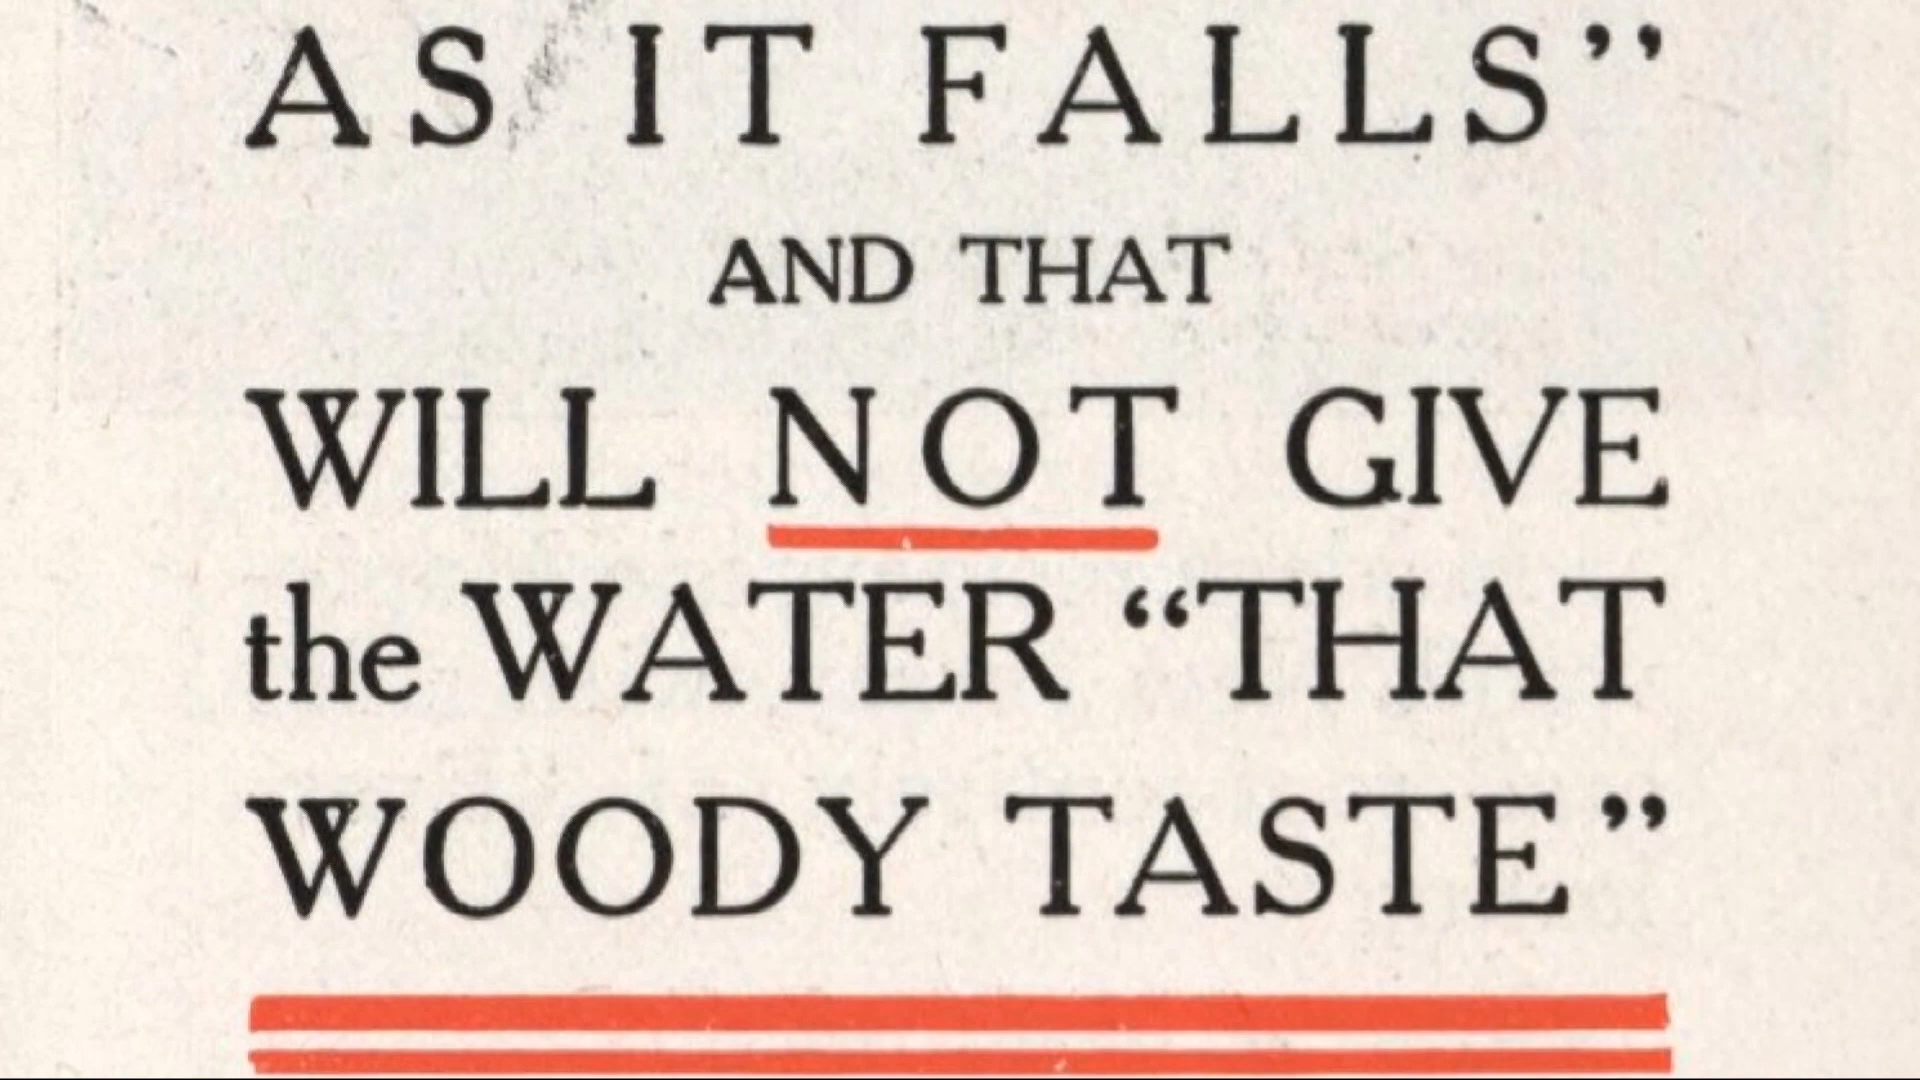 AS IT FALLS”
AND THAT
WILL NOT GIVE
the WATER “THAT
WOODY TASTE”